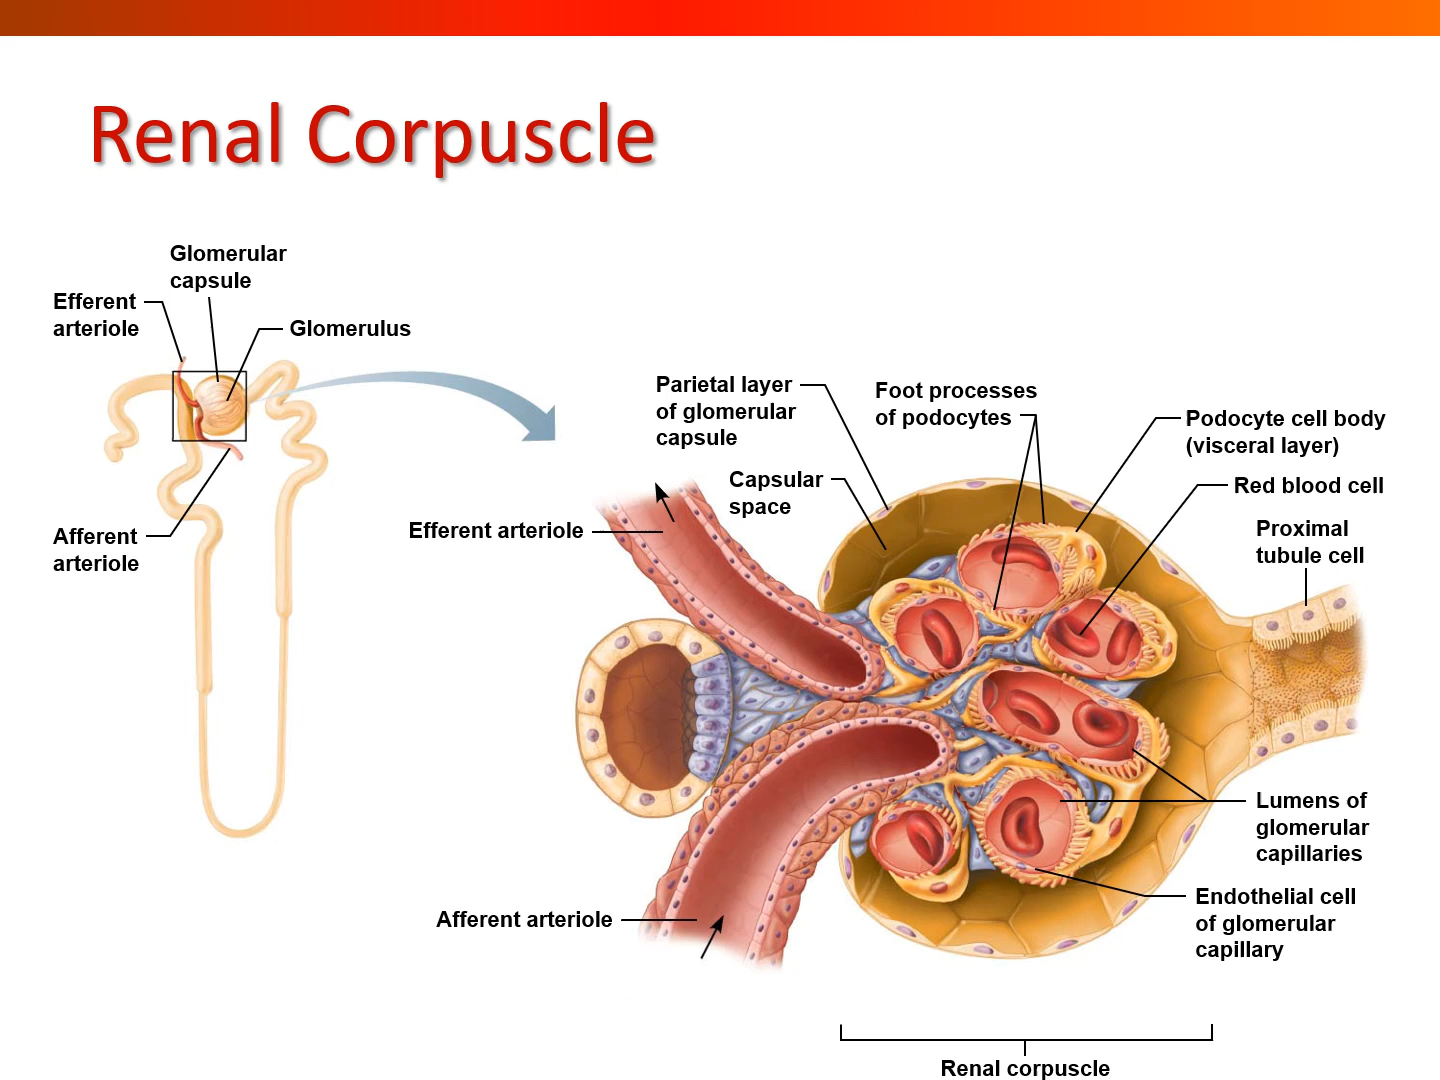 Renal Corpuscle
Glomerular
capsule
Efferent
arteriole
Glomerulus
Afferent
arteriole
Parietal layer
of glomerular
capsule
Foot processes
of podocytes
Podocyte cell body
(visceral layer)
Capsular
space
Red blood cell
Efferent arteriole
Proximal
tubule cell
Lumens of
glomerular
capillaries
Afferent arteriole
Endothelial cell
of glomerular
capillary
Renal corpuscle